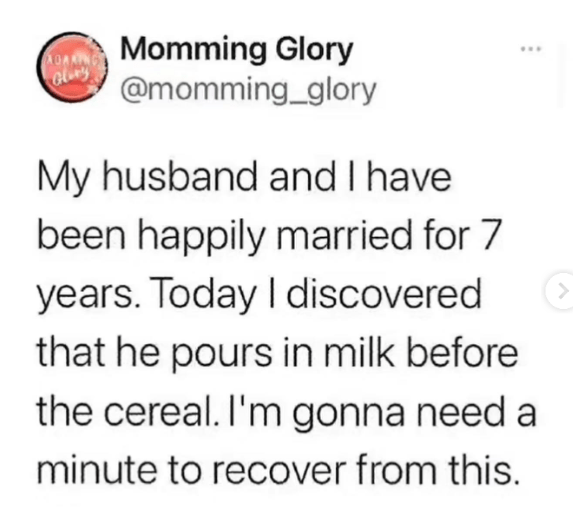 Momming Glory
@momming_glory
My husband and I have
been happily married for 7
years. Today I discovered
that he pours in milk before
the cereal. I'm gonna need a
minute to recover from this.